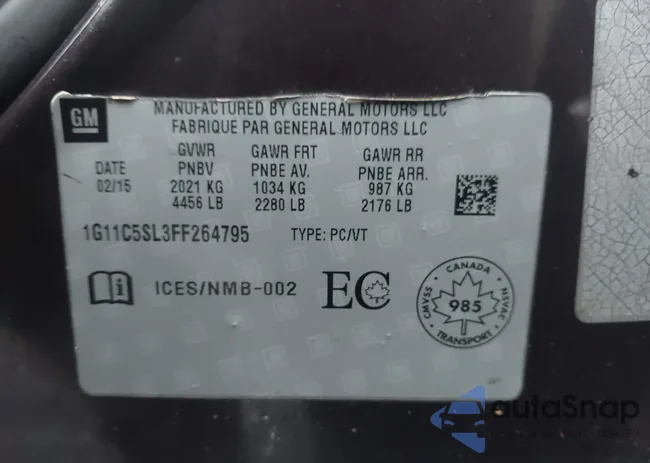 GM
MANUFACTURED BY GENERAL MOTORS LLC
FABRIQUE PAR GENERAL MOTORS LLC
DATE
02/15
GVWR
PNBV
2021 KG
4456 LB
GAWR FRT
PNBE AV.
1034 KG
2280 LB
GAWR RR
PNBE ARR.
987 KG
2176 LB
1G11C5SL3FF264795 TYPE: PC/VT
ICES/NMB-002
EC
CANADA
CMVSS
985
NSVAC
TRANSPORT
autoSnap